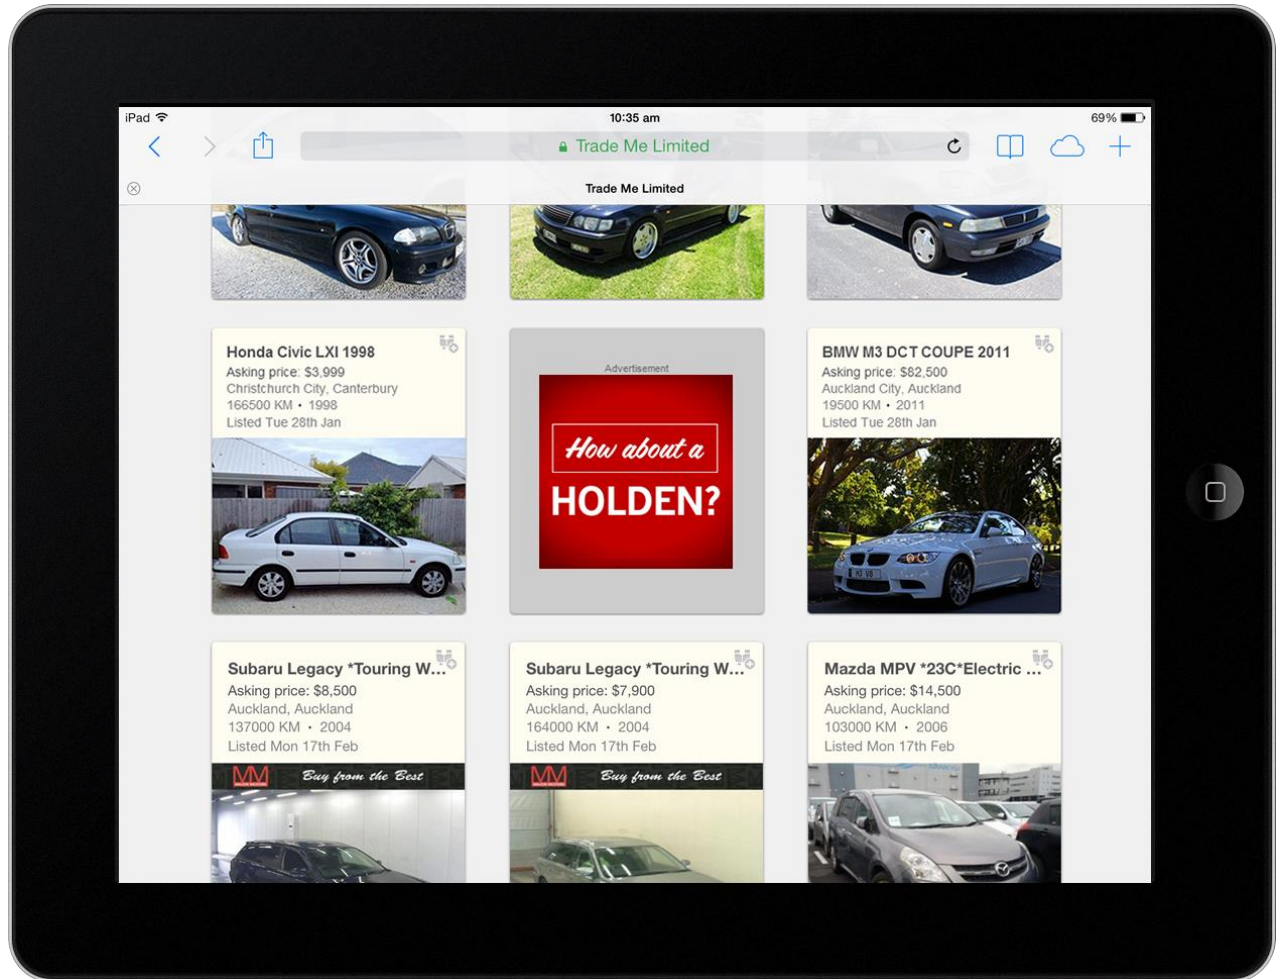 iPad
10:35 am
69%
Trade Me Limited
Trade Me Limited
Honda Civic LXI 1998
Asking price: $3,999
Christchurch City, Canterbury
166500 KM • 1998
Listed Tue 28th Jan
Advertisement
How about a
HOLDEN?
BMW M3 DCT COUPE 2011
Asking price: $82,500
Auckland City, Auckland
19500 KM • 2011
Listed Tue 28th Jan
Subaru Legacy *Touring W...
Asking price: $8,500
Auckland, Auckland
137000 KM • 2004
Listed Mon 17th Feb
MM Buy from the Best
Subaru Legacy *Touring W...
Asking price: $7,900
Auckland, Auckland
164000 KM • 2004
Listed Mon 17th Feb
MM Buy from the Best
Mazda MPV *23C*Electric ...
Asking price: $14,500
Auckland, Auckland
103000 KM • 2006
Listed Mon 17th Feb